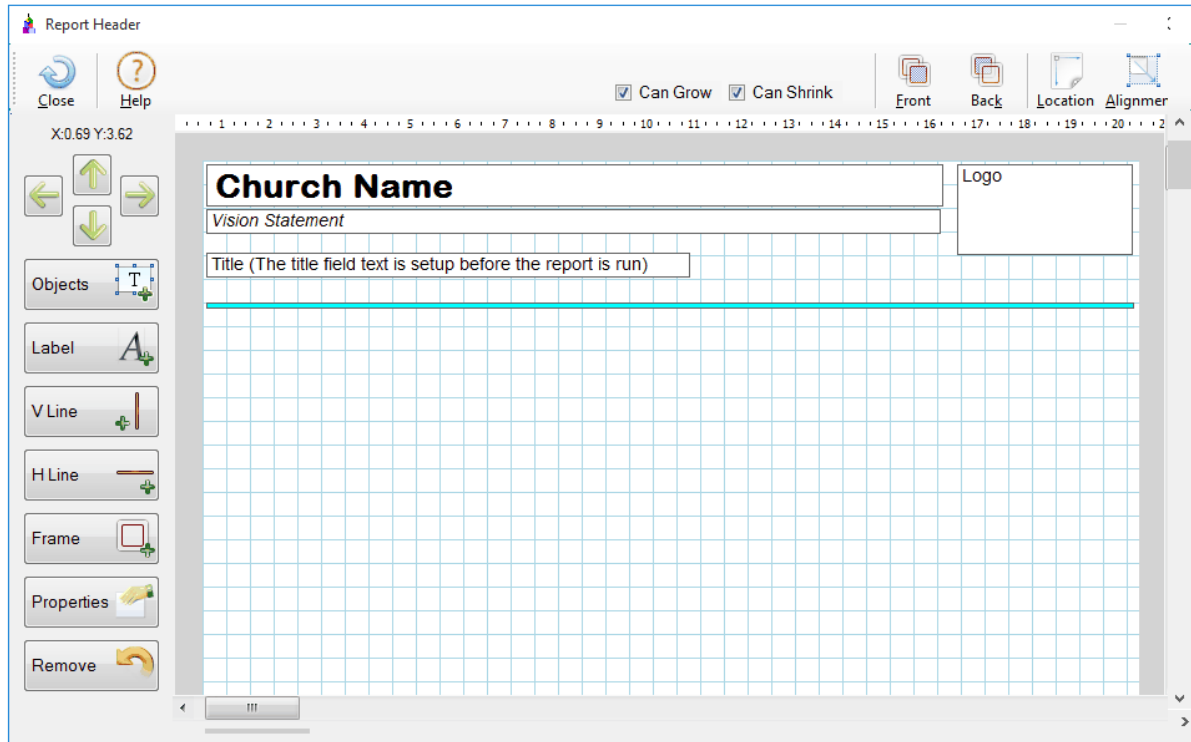 Report Header
Close Help Can Grow Can Shrink Front Back Location Alignmer
X:0.69 Y:3.62
1 2 3 4 5 6 7 8 9 10 11 12 13 14 15 16 17 18 19 20 2
Church Name
Logo
Vision Statement
Title (The title field text is setup before the report is run)
Objects T
Label A
V Line
H Line
Frame
Properties
Remove